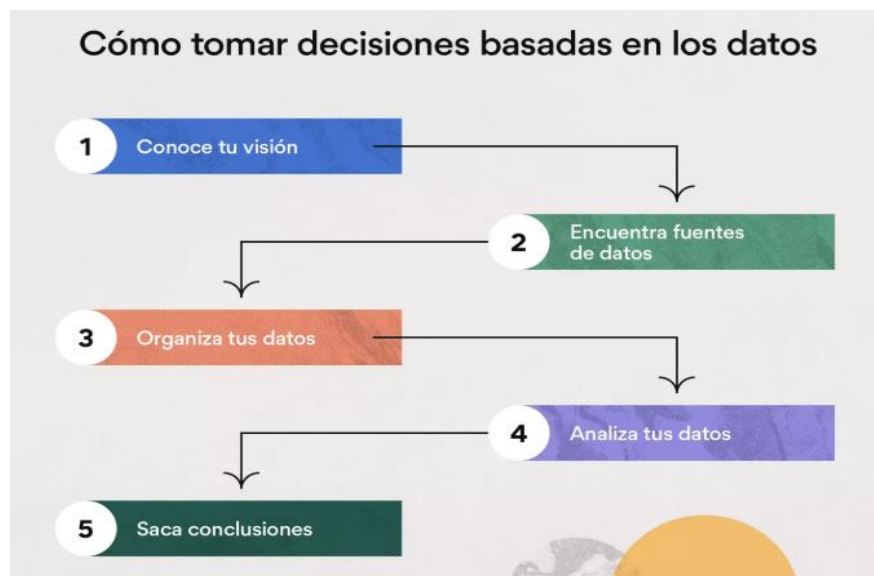 Cómo tomar decisiones basadas en los datos
1 Conoce tu visión
2 Encuentra fuentes
de datos
3 Organiza tus datos
4 Analiza tus datos
5 Saca conclusiones